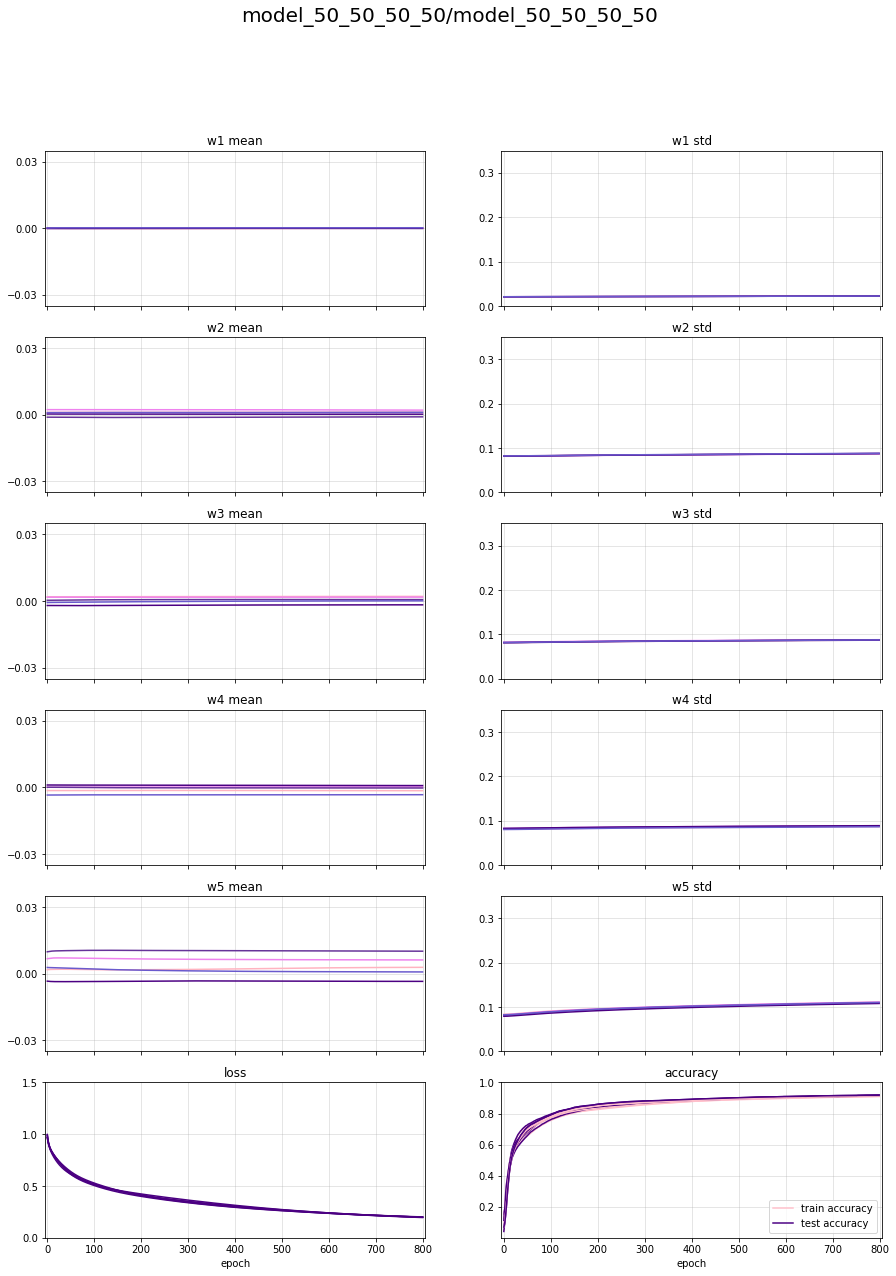 model_50_50_50_50/model_50_50_50_50
w1 mean
w1 std
0.03
0.00
−0.03
0.3
0.2
0.1
0.0
w2 mean
w2 std
0.03
0.00
−0.03
0.3
0.2
0.1
0.0
w3 mean
w3 std
0.03
0.00
−0.03
0.3
0.2
0.1
0.0
w4 mean
w4 std
0.03
0.00
−0.03
0.3
0.2
0.1
0.0
w5 mean
w5 std
0.03
0.00
−0.03
0.3
0.2
0.1
0.0
loss
1.5
1.0
0.5
0.0
0 100 200 300 400 500 600 700 800
epoch
accuracy
1.0
0.8
0.6
0.4
0.2
train accuracy
test accuracy
0 100 200 300 400 500 600 700 800
epoch